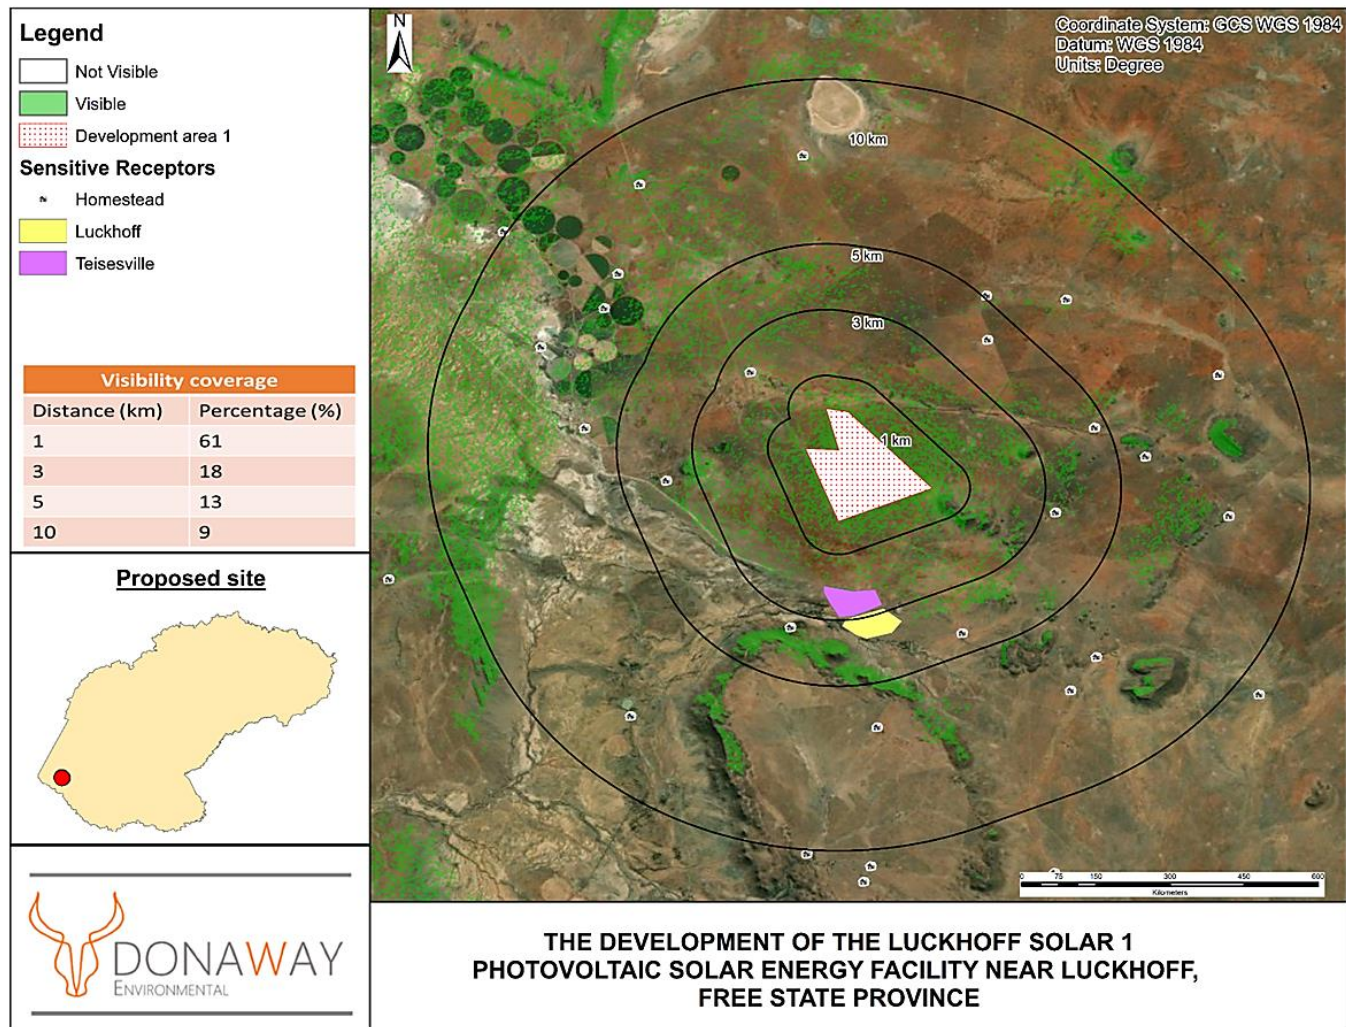 Legend
Not Visible
Visible
Development area 1
Sensitive Receptors
Homestead
Luckhoff
Teisesville
Visibility coverage
Distance (km) Percentage (%)
1 61
3 18
5 13
10 9
Proposed site
DONAWAY
ENVIRONMENTAL
N
Coordinate System: GCS WGS 1984
Datum: WGS 1984
Units: Degree
10 km
5 km
3 km
1 km
0 75 150 300 450 600
Kilometers
THE DEVELOPMENT OF THE LUCKHOFF SOLAR 1
PHOTOVOLTAIC SOLAR ENERGY FACILITY NEAR LUCKHOFF,
FREE STATE PROVINCE